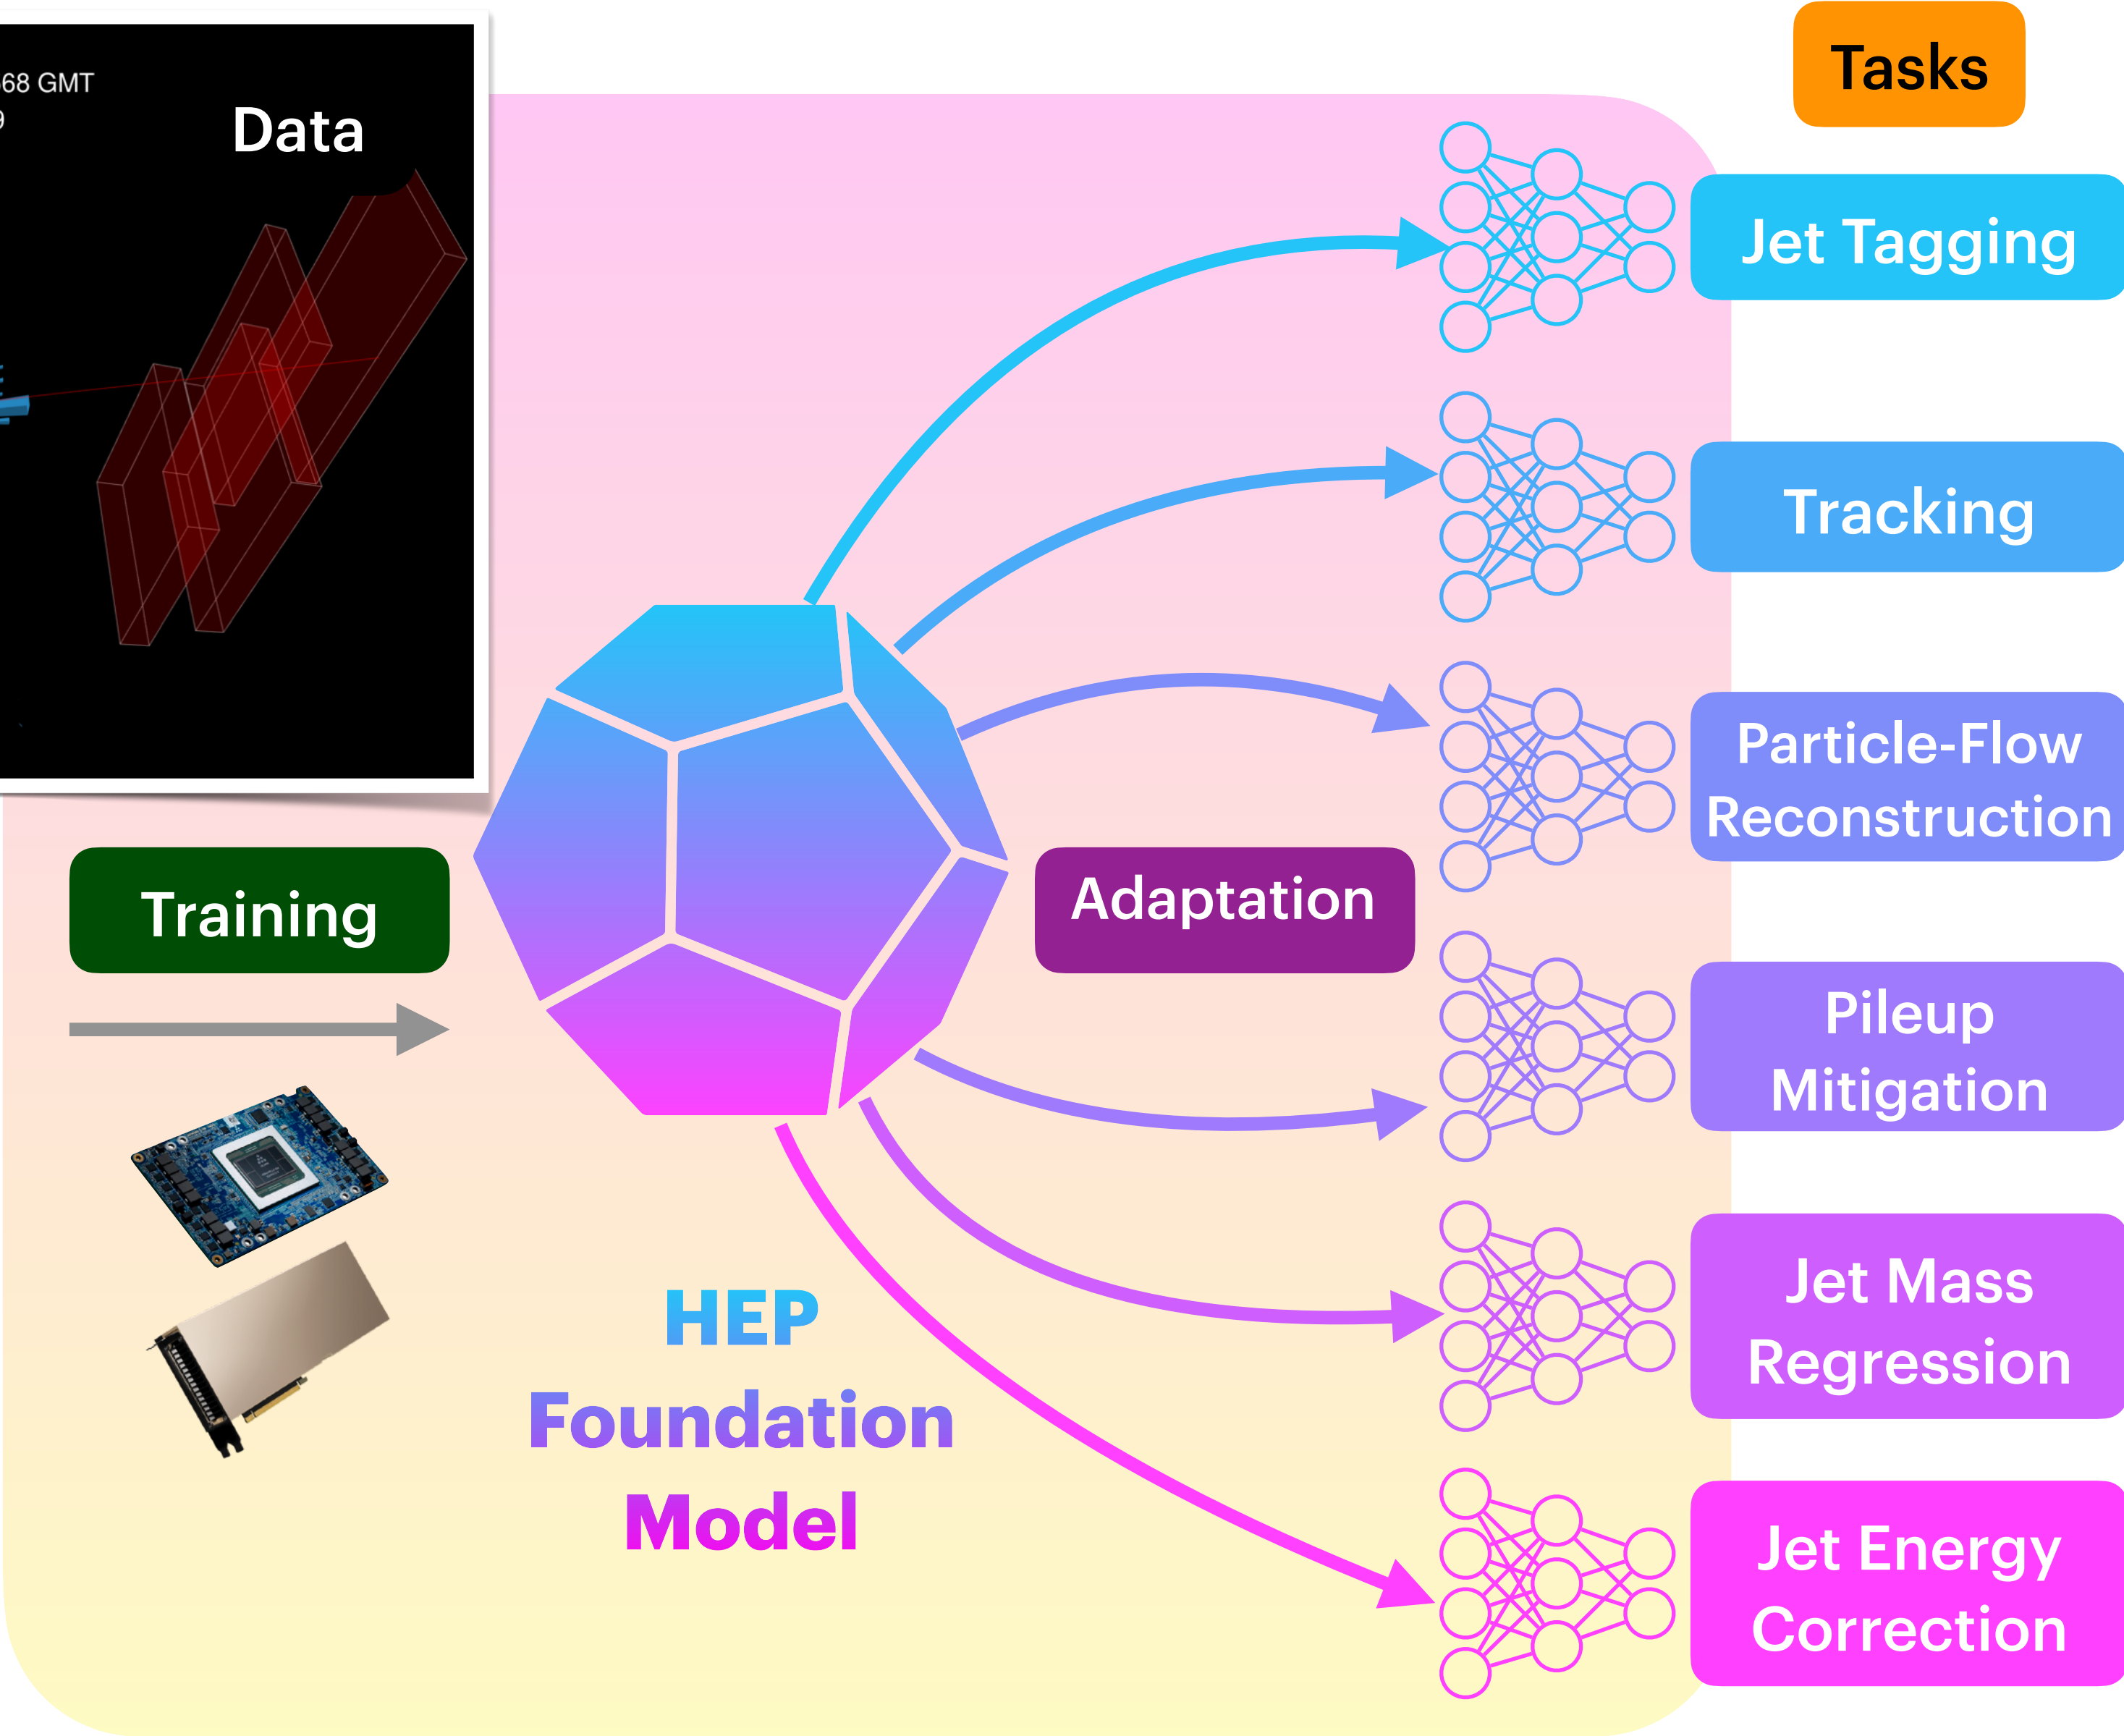 68 GMT
9
Data
Tasks
Jet Tagging
Tracking
Particle-Flow
Reconstruction
Training
Adaptation
Pileup
Mitigation
HEP
Foundation
Model
Jet Mass
Regression
Jet Energy
Correction